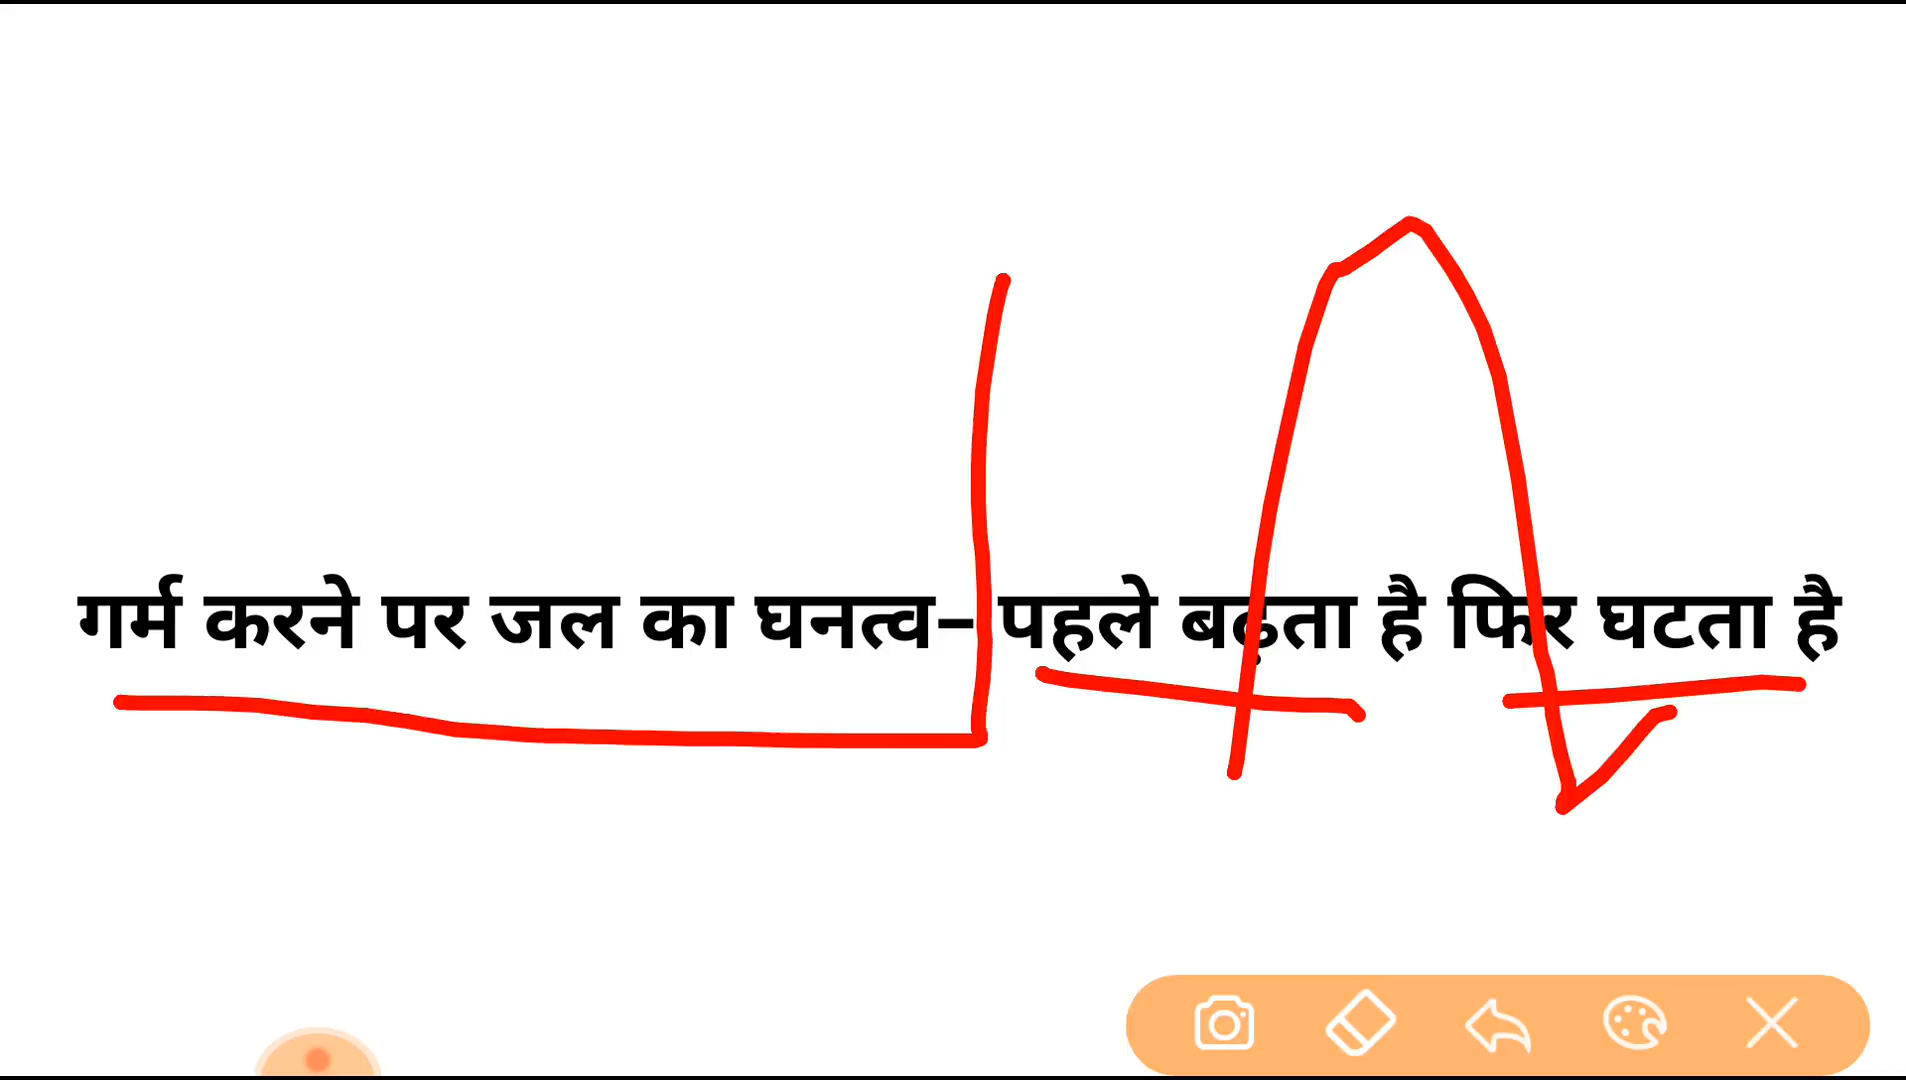 गर्म करने पर जल का घनत्व– पहले बढ़ता है फिर घटता है